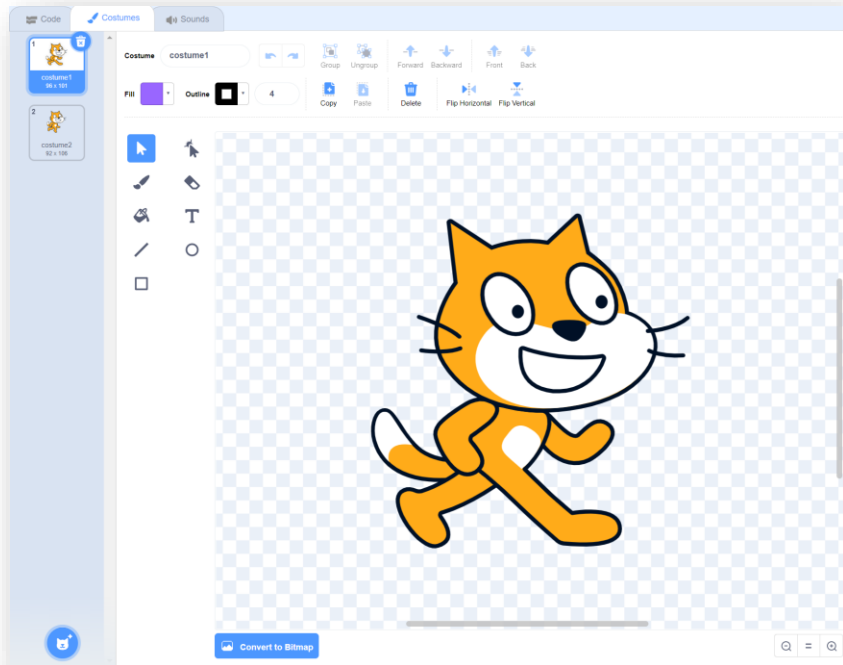 Code Costumes Sounds
1
costume1
96 x 101
2
costume2
92 x 106
Costume costume1
Group Ungroup Forward Backward Front Back
Fill Outline 4
Copy Paste Delete Flip Horizontal Flip Vertical
T
Convert to Bitmap